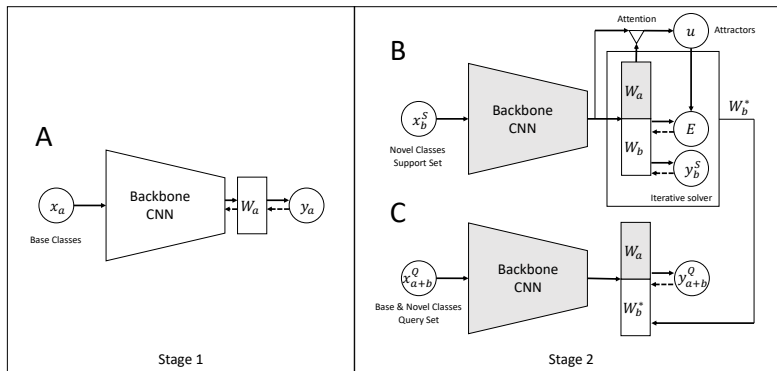 A
x_a
Base Classes
Backbone
CNN
W_a
y_a
Stage 1
B
x_b^S
Novel Classes
Support Set
Backbone
CNN
Attention
u
Attractors
W_a
W_b
E
y_b^S
W_b^*
Iterative solver
C
x_{a+b}^Q
Base & Novel Classes
Query Set
Backbone
CNN
W_a
W_b^*
y_{a+b}^Q
Stage 2